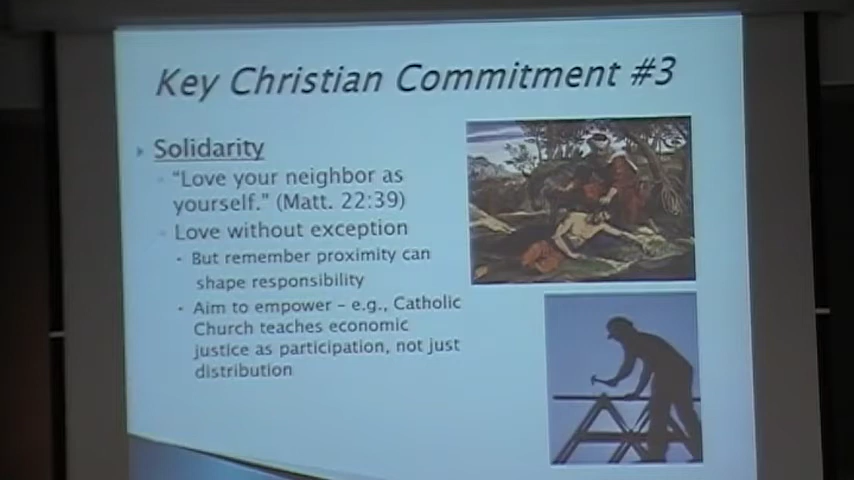 Key Christian Commitment #3
Solidarity
"Love your neighbor as
yourself." (Matt. 22:39)
Love without exception
But remember proximity can
shape responsibility
Aim to empower – e.g., Catholic
Church teaches economic
justice as participation, not just
distribution